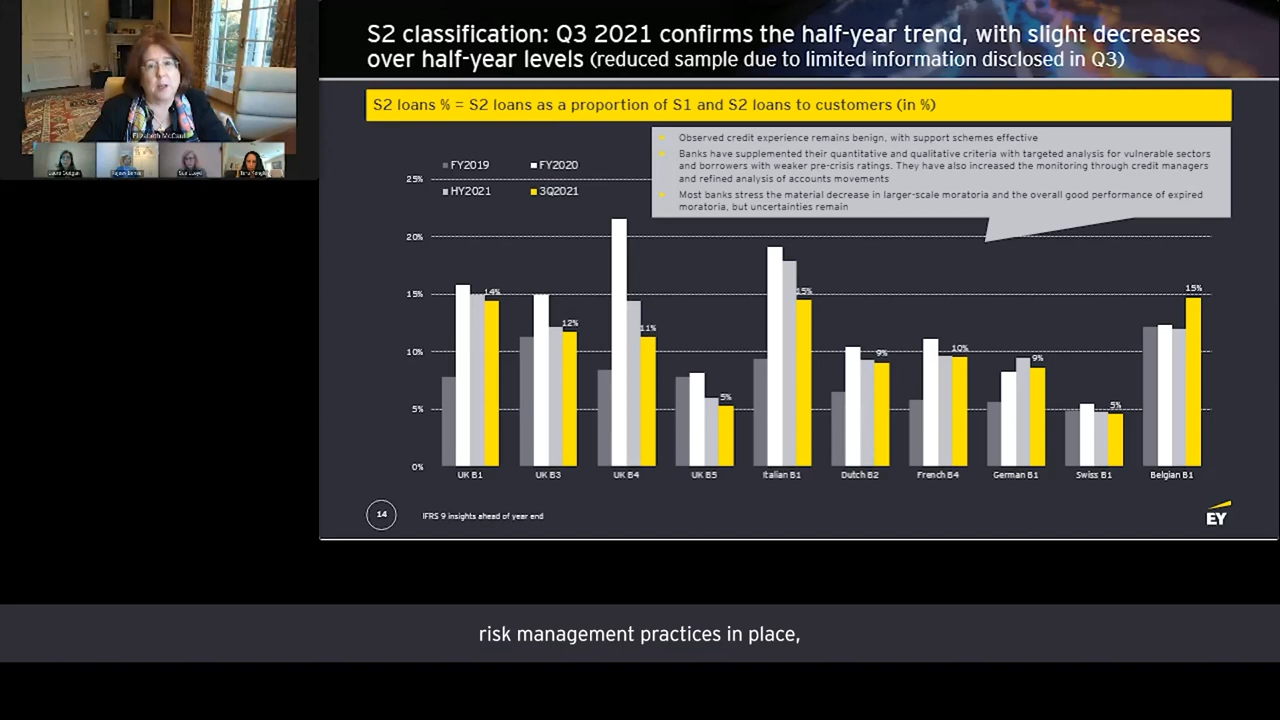 S2 classification: Q3 2021 confirms the half-year trend, with slight decreases
over half-year levels (reduced sample due to limited information disclosed in Q3)
S2 loans % = S2 loans as a proportion of S1 and S2 loans to customers (in %)
Observed credit experience remains benign, with support schemes effective
Banks have supplemented their quantitative and qualitative criteria with targeted analysis for vulnerable sectors
and borrowers with weaker pre-crisis ratings. They have also increased the monitoring through credit managers
and refined analysis of accounts movements
Most banks stress the material decrease in larger-scale moratoria and the overall good performance of expired
moratoria, but uncertainties remain
FY2019 FY2020
HY2021 3Q2021
25%
20%
15%
10%
5%
0%
14%
12%
11%
5%
15%
9%
10%
9%
5%
15%
UK B1 UK B3 UK B4 UK B5 Italian B1 Dutch B2 French B4 German B1 Swiss B1 Belgian B1
14 IFRS 9 insights ahead of year end
EY
risk management practices in place,